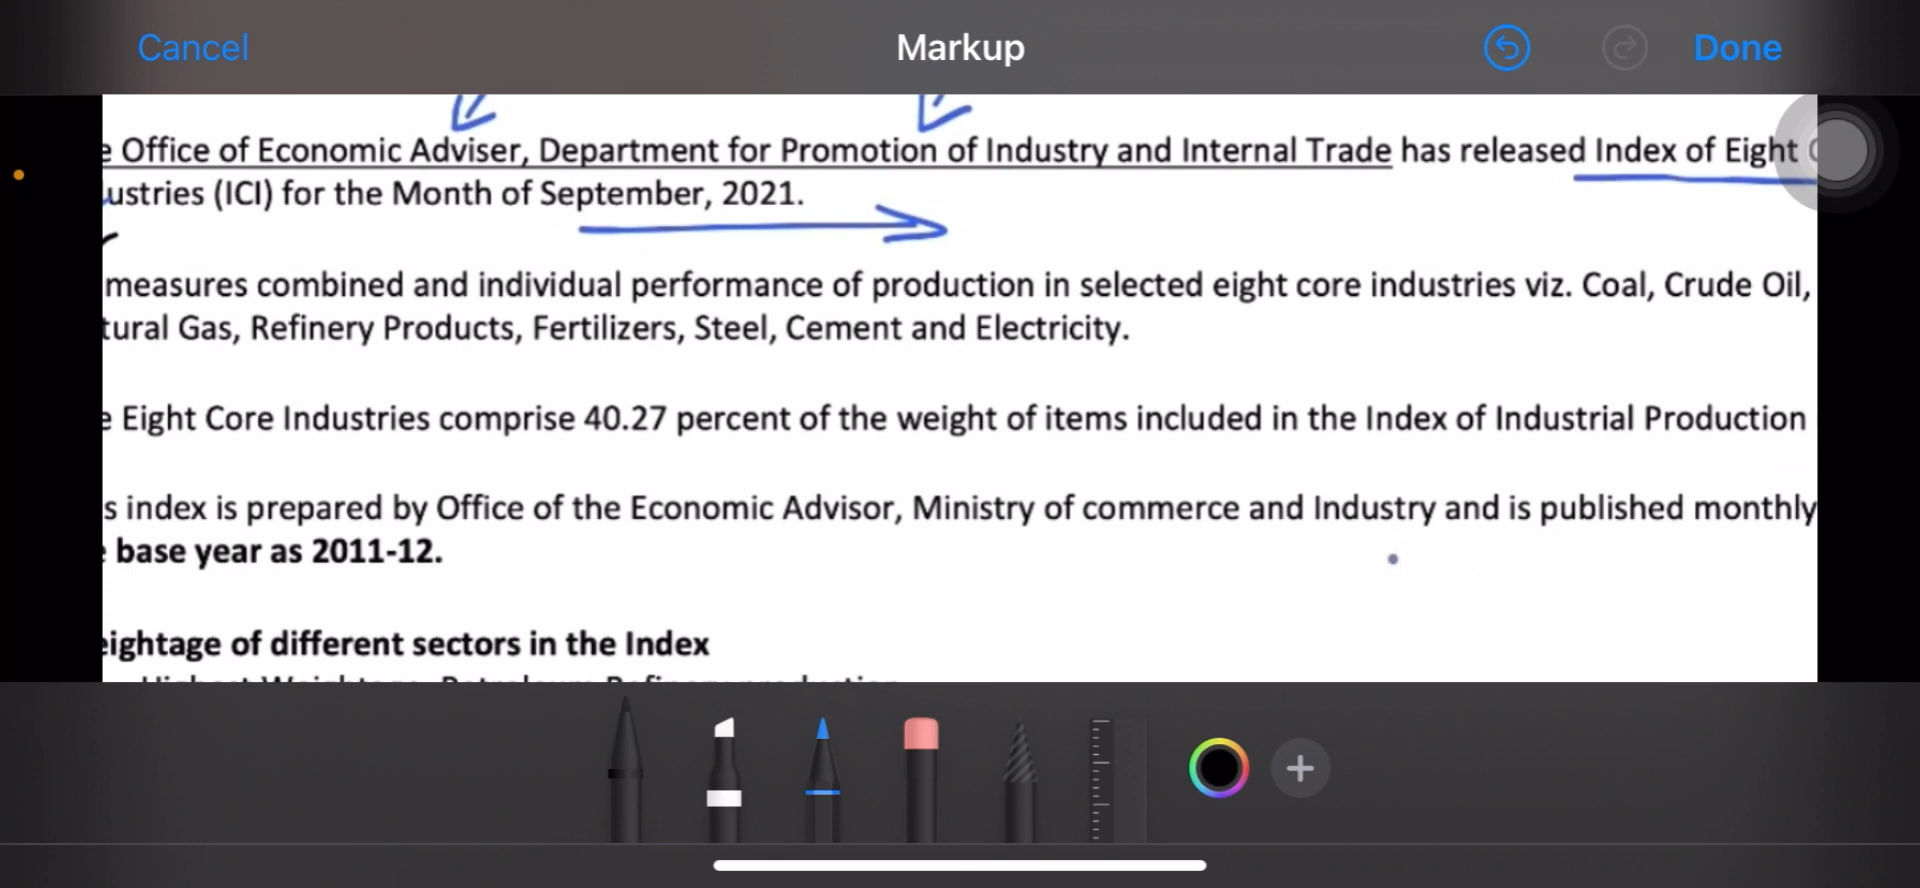 Cancel
Markup
Done
e Office of Economic Adviser, Department for Promotion of Industry and Internal Trade has released Index of Eight
ustries (ICI) for the Month of September, 2021.
measures combined and individual performance of production in selected eight core industries viz. Coal, Crude Oil,
tural Gas, Refinery Products, Fertilizers, Steel, Cement and Electricity.
e Eight Core Industries comprise 40.27 percent of the weight of items included in the Index of Industrial Production
s index is prepared by Office of the Economic Advisor, Ministry of commerce and Industry and is published monthly
e base year as 2011-12.
eightage of different sectors in the Index
Highest Weightage: Petroleum Refinery production